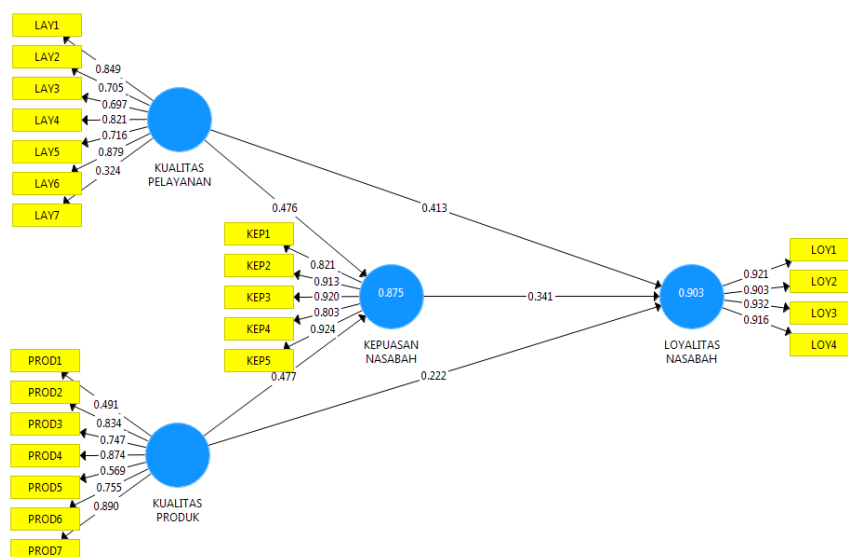 LAY1
LAY2
LAY3
LAY4
LAY5
LAY6
LAY7
0.849
0.705
0.697
0.821
0.716
0.879
0.324
KUALITAS
PELAYANAN
0.476
0.413
KEP1
KEP2
KEP3
KEP4
KEP5
0.821
0.913
0.920
0.803
0.924
0.875
KEPUASAN
NASABAH
0.341
0.903
LOYALITAS
NASABAH
0.921
0.903
0.932
0.916
LOY1
LOY2
LOY3
LOY4
0.477
0.222
PROD1
PROD2
PROD3
PROD4
PROD5
PROD6
PROD7
0.491
0.834
0.747
0.874
0.569
0.755
0.890
KUALITAS
PRODUK